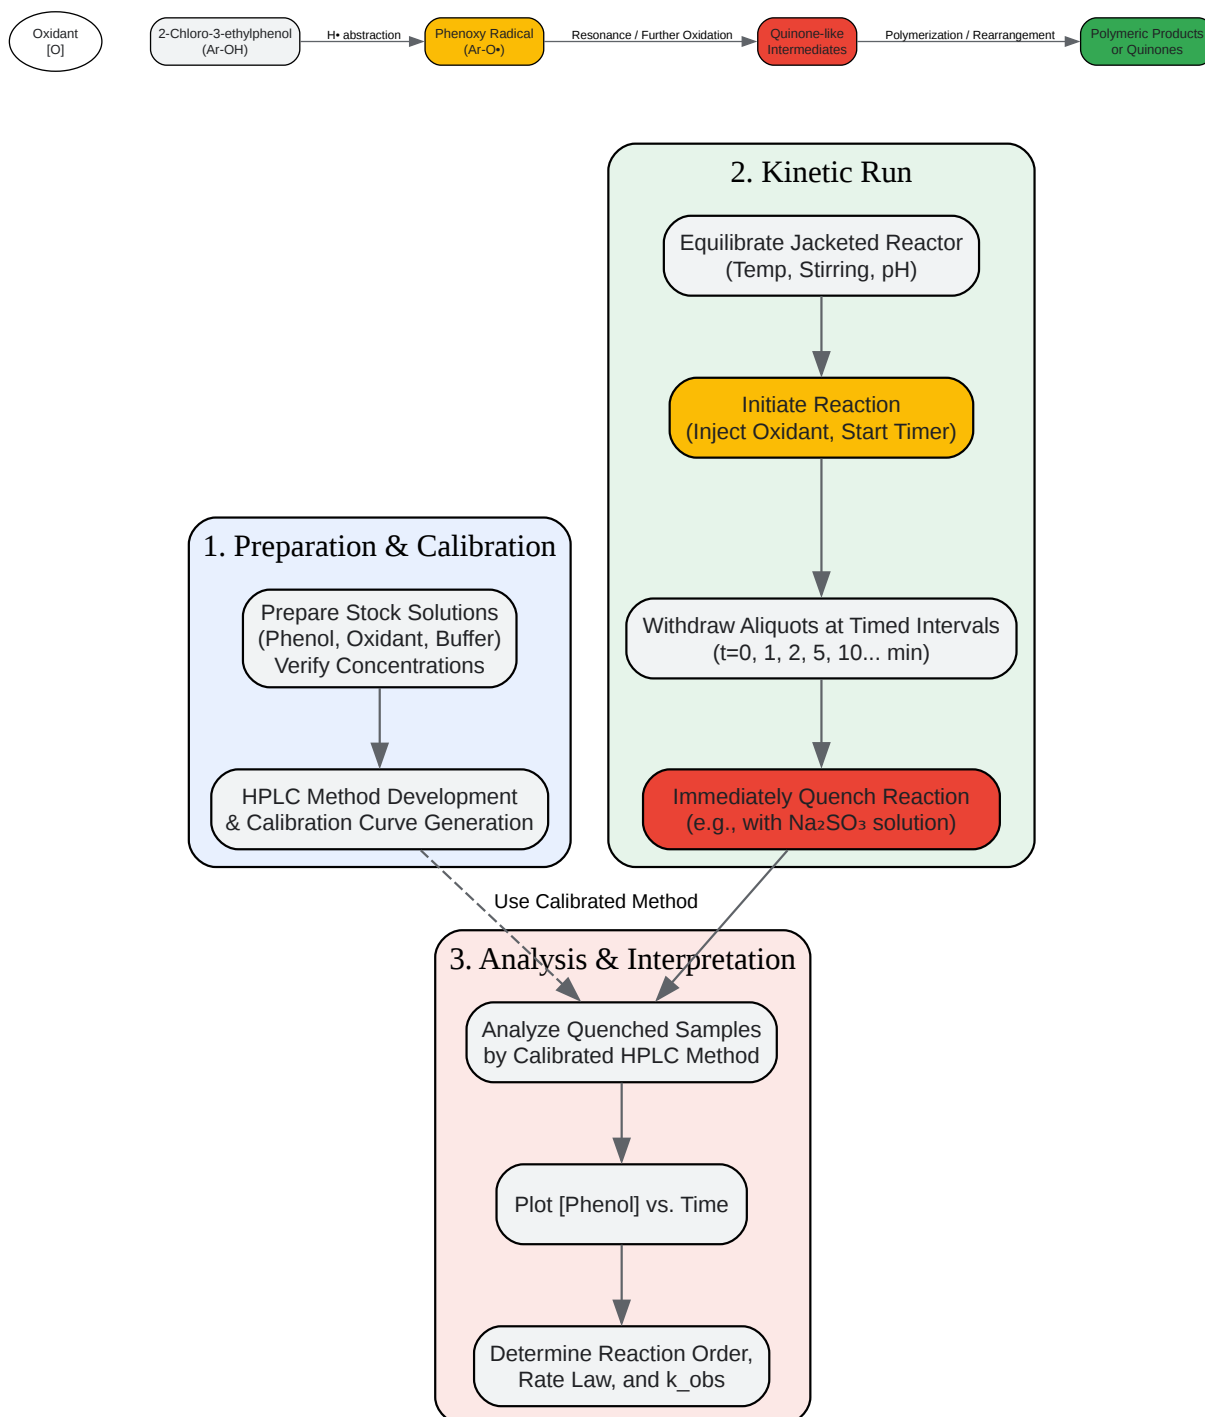 Oxidant
[O]
2-Chloro-3-ethylphenol
(Ar-OH)
H• abstraction
Phenoxy Radical
(Ar-O•)
Resonance / Further Oxidation
Quinone-like
Intermediates
Polymerization / Rearrangement
Polymeric Products
or Quinones
2. Kinetic Run
Equilibrate Jacketed Reactor
(Temp, Stirring, pH)
Initiate Reaction
(Inject Oxidant, Start Timer)
Withdraw Aliquots at Timed Intervals
(t=0, 1, 2, 5, 10... min)
Immediately Quench Reaction
(e.g., with Na₂SO₃ solution)
1. Preparation & Calibration
Prepare Stock Solutions
(Phenol, Oxidant, Buffer)
Verify Concentrations
HPLC Method Development
& Calibration Curve Generation
Use Calibrated Method
3. Analysis & Interpretation
Analyze Quenched Samples
by Calibrated HPLC Method
Plot [Phenol] vs. Time
Determine Reaction Order,
Rate Law, and k_obs